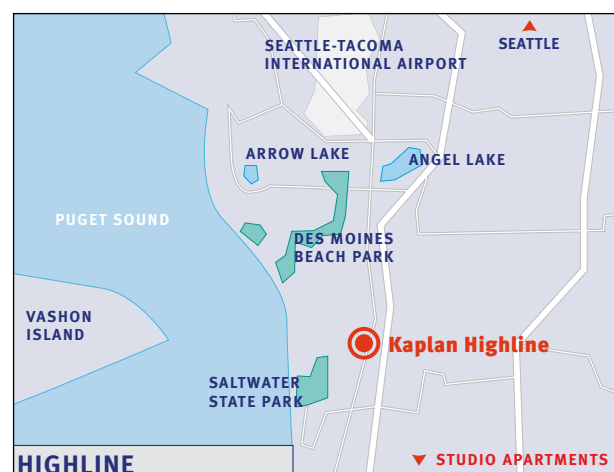 SEATTLE-TACOMA
INTERNATIONAL AIRPORT
SEATTLE
ARROW LAKE
ANGEL LAKE
PUGET SOUND
DES MOINES
BEACH PARK
VASHON
ISLAND
Kaplan Highline
SALTWATER
STATE PARK
HIGHLINE
STUDIO APARTMENTS